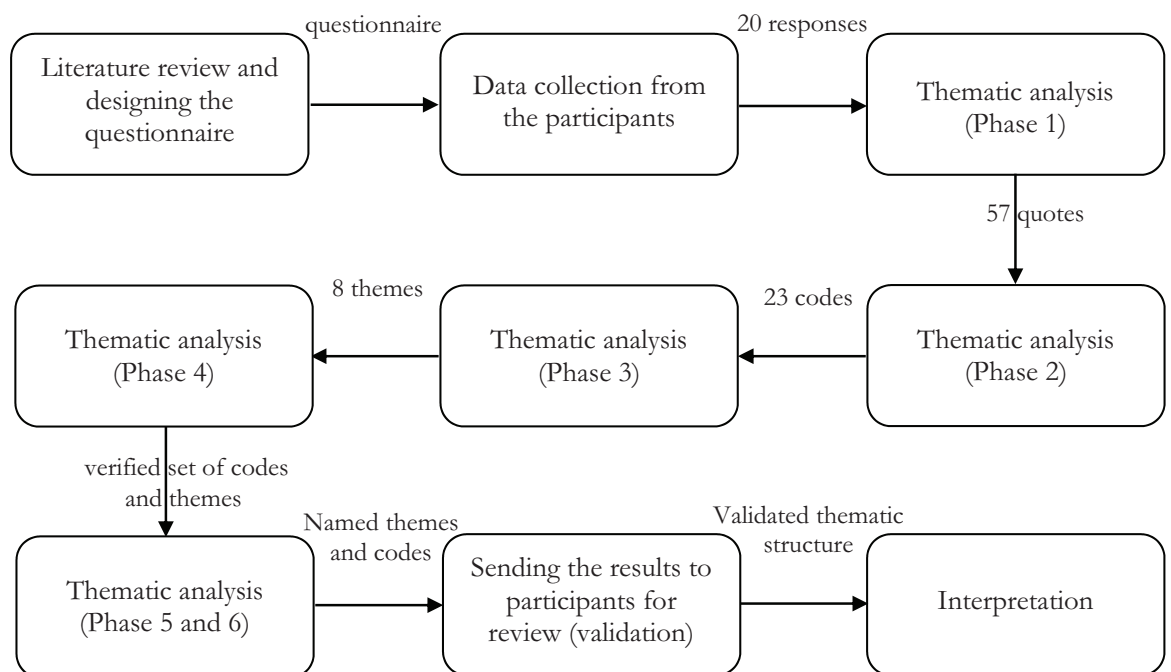 questionnaire
20 responses
Literature review and
designing the
questionnaire
Data collection from
the participants
Thematic analysis
(Phase 1)
57 quotes
8 themes
23 codes
Thematic analysis
(Phase 4)
Thematic analysis
(Phase 3)
Thematic analysis
(Phase 2)
verified set of codes
and themes
Named themes
and codes
Validated thematic
structure
Thematic analysis
(Phase 5 and 6)
Sending the results to
participants for
review (validation)
Interpretation